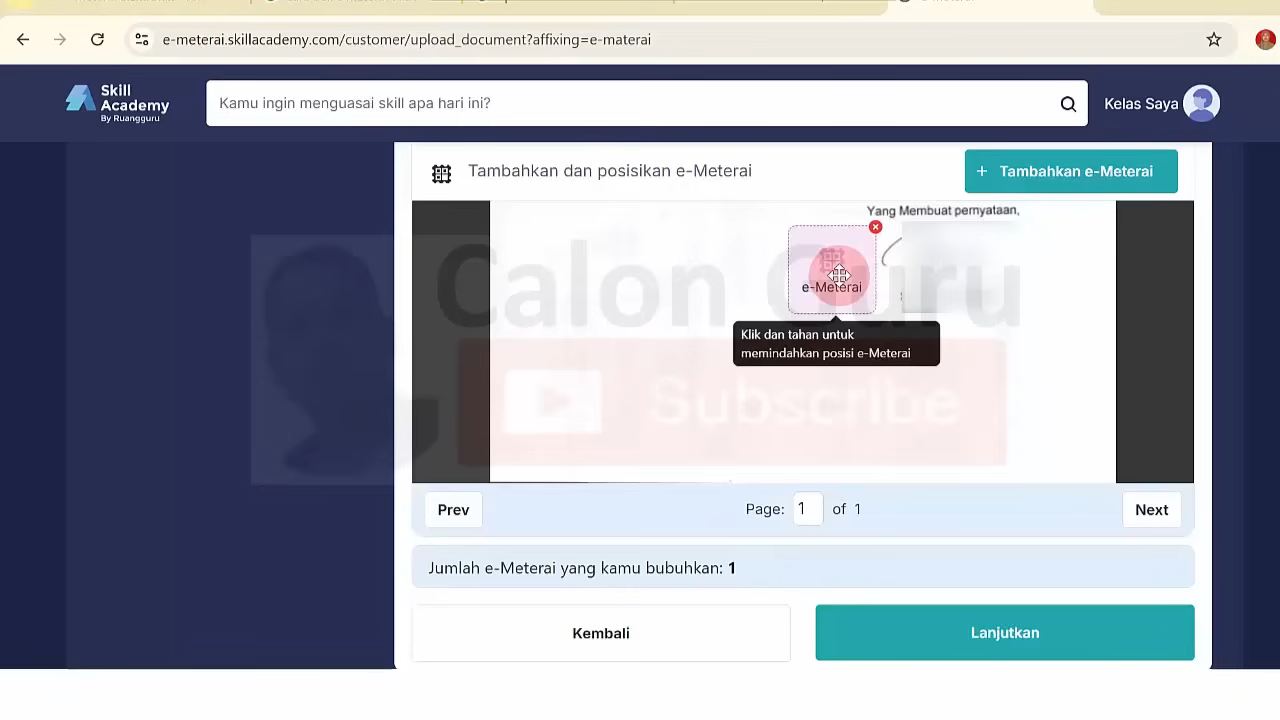 e-meterai.skillacademy.com/customer/upload_document?affixing=e-materai
Skill
Academy
By Ruangguru
Kamu ingin menguasai skill apa hari ini?
Kelas Saya
Tambahkan dan posisikan e-Meterai
+ Tambahkan e-Meterai
Yang Membuat pernyataan,
e-Meterai
Calon Guru
Klik dan tahan untuk
memindahkan posisi e-Meterai
Subscribe
Prev
Page: 1 of 1
Next
Jumlah e-Meterai yang kamu bubuhkan: 1
Kembali
Lanjutkan